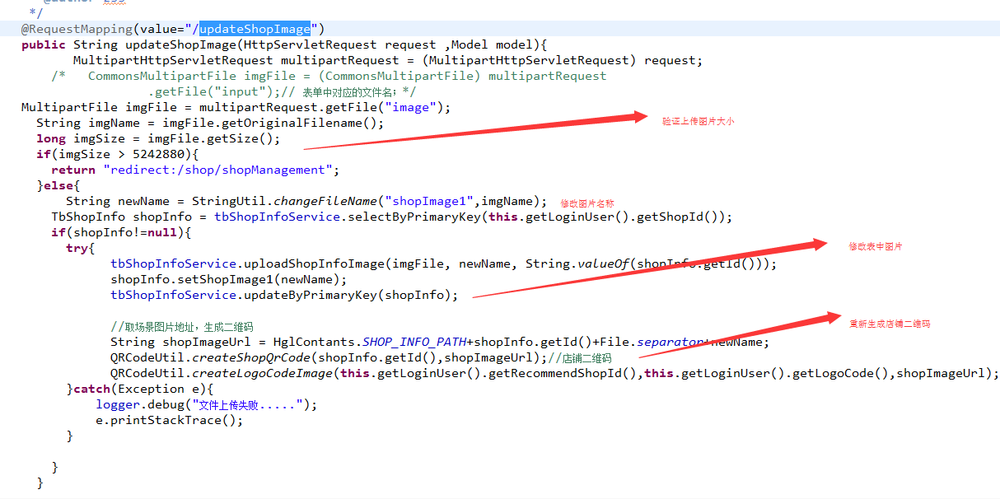 */
@RequestMapping(value="/updateShopImage")
public String updateShopImage(HttpServletRequest request ,Model model){
MultipartHttpServletRequest multipartRequest = (MultipartHttpServletRequest) request;
/* CommonsMultipartFile imgFile = (CommonsMultipartFile) multipartRequest
.getFile("input");// 表单中对应的文件名；*/
MultipartFile imgFile = multipartRequest.getFile("image");
String imgName = imgFile.getOriginalFilename();
验证上传图片大小
long imgSize = imgFile.getSize();
if(imgSize > 5242880){
return "redirect:/shop/shopManagement";
}else{
String newName = StringUtil.changeFileName("shopImage1",imgName); 修改图片名称
TbShopInfo shopInfo = tbShopInfoService.selectByPrimaryKey(this.getLoginUser().getShopId());
if(shopInfo!=null){
try{
修改表中图片
tbShopInfoService.uploadShopInfoImage(imgFile, newName, String.valueOf(shopInfo.getId()));
shopInfo.setShopImage1(newName);
tbShopInfoService.updateByPrimaryKey(shopInfo);
//取场景图片地址，生成二维码
重新生成店铺二维码
String shopImageUrl = HglContants.SHOP_INFO_PATH+shopInfo.getId()+File.separator+newName;
QRCodeUtil.createShopQrCode(shopInfo.getId(),shopImageUrl);//店铺二维码
QRCodeUtil.createLogoCodeImage(this.getLoginUser().getRecommendShopId(),this.getLoginUser().getLogoCode(),shopImageUrl);
}catch(Exception e){
logger.debug("文件上传失败.....");
e.printStackTrace();
}
}
}